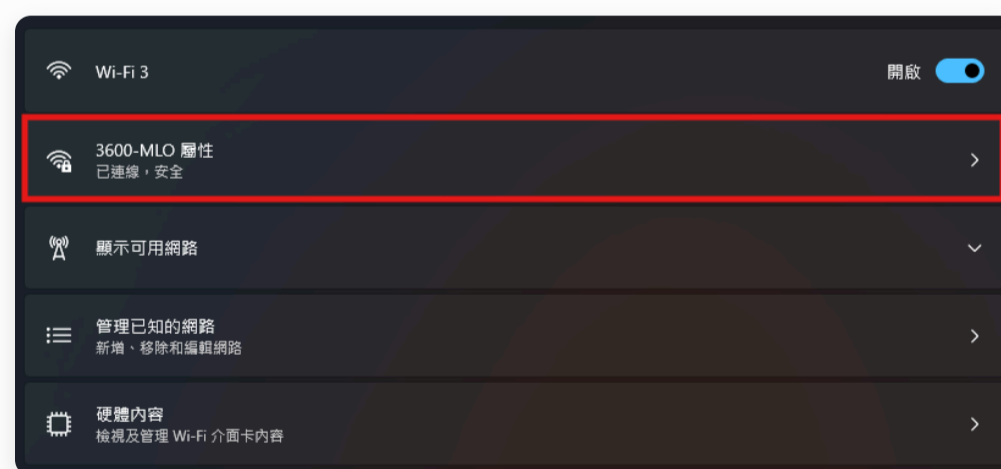 Wi-Fi 3
開啟
3600-MLO 屬性
已連線，安全
顯示可用網路
管理已知的網路
新增、移除和編輯網路
硬體內容
檢視及管理 Wi-Fi 介面卡內容